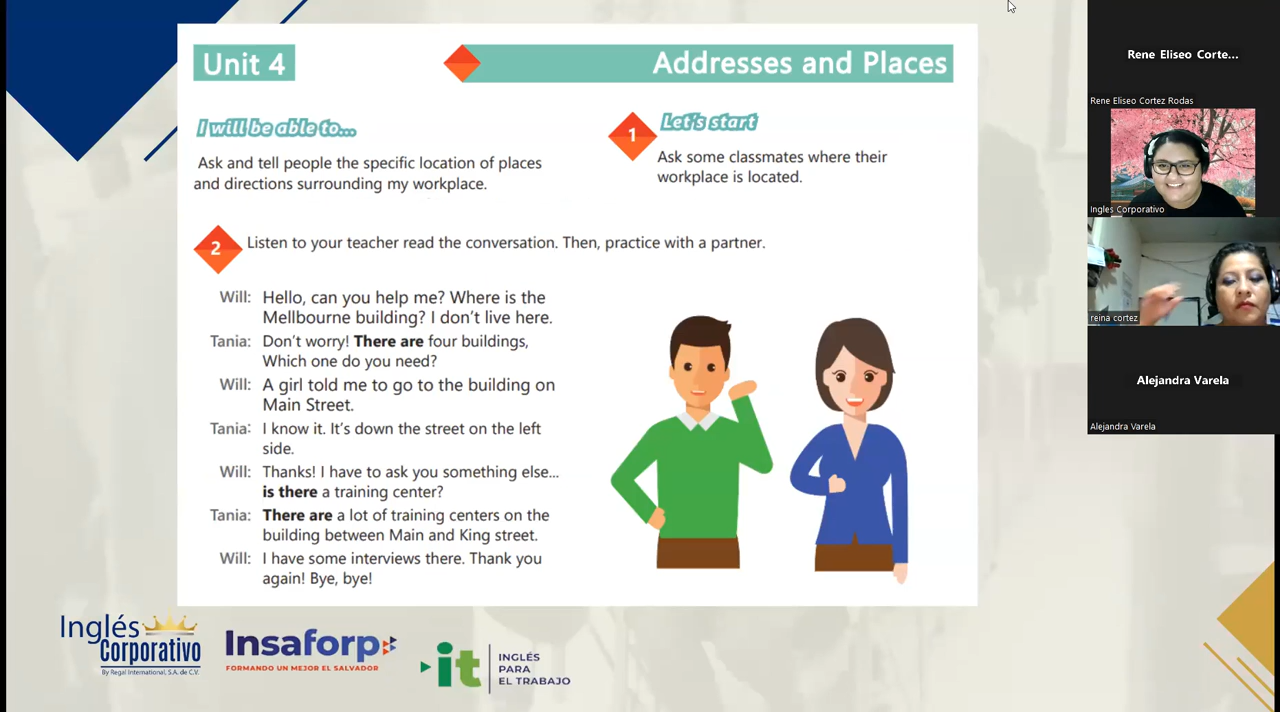 Unit 4
Addresses and Places
I will be able to...
Ask and tell people the specific location of places
and directions surrounding my workplace.
1
Let's start
Ask some classmates where their
workplace is located.
2
Listen to your teacher read the conversation. Then, practice with a partner.
Will: Hello, can you help me? Where is the
Mellbourne building? I don't live here.
Tania: Don't worry! There are four buildings,
Which one do you need?
Will: A girl told me to go to the building on
Main Street.
Tania: I know it. It's down the street on the left
side.
Will: Thanks! I have to ask you something else...
is there a training center?
Tania: There are a lot of training centers on the
building between Main and King street.
Will: I have some interviews there. Thank you
again! Bye, bye!
Inglés
Corporativo
By Regal International, S.A. de C.V.
Insaforp
FORMANDO UN MEJOR EL SALVADOR
it
INGLÉS
PARA
EL TRABAJO
Rene Eliseo Corte...
Rene Eliseo Cortez Rodas
Ingles Corporativo
reina cortez
Alejandra Varela
Alejandra Varela